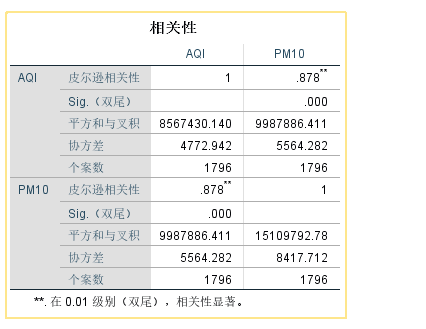 相关性
AQI PM10
AQI 皮尔逊相关性 1 .878**
Sig.（双尾） .000
平方和与叉积 8567430.140 9987886.411
协方差 4772.942 5564.282
个案数 1796 1796
PM10 皮尔逊相关性 .878** 1
Sig.（双尾） .000
平方和与叉积 9987886.411 15109792.78
协方差 5564.282 8417.712
个案数 1796 1796
**. 在 0.01 级别（双尾），相关性显著。